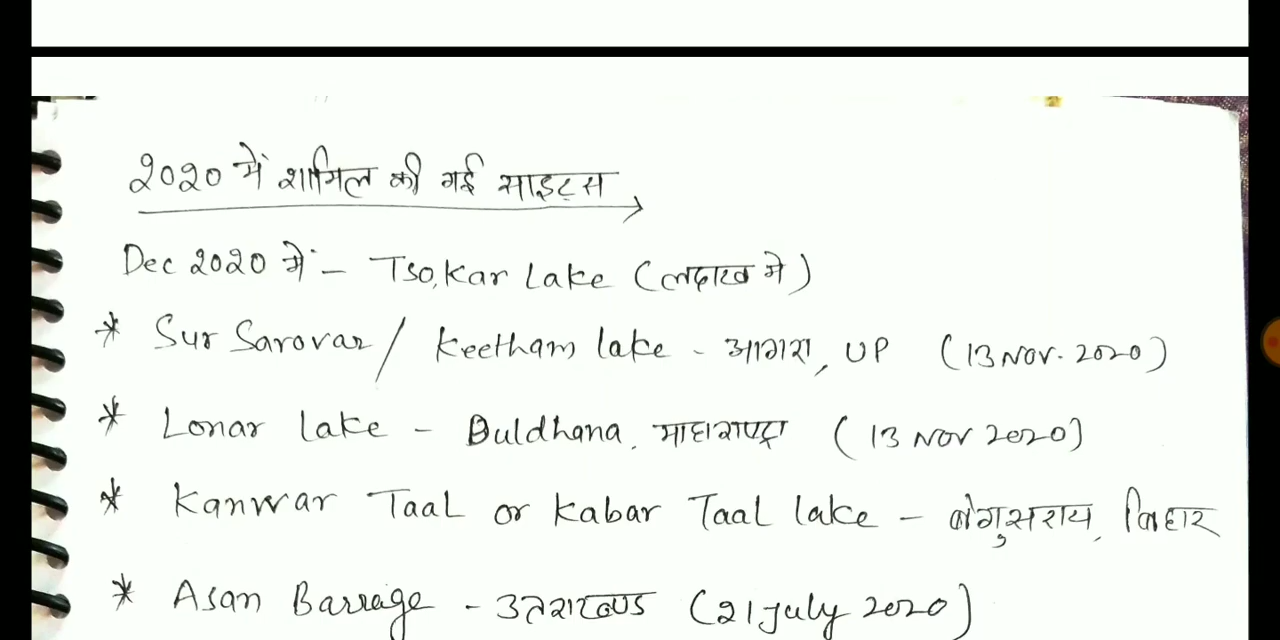 2020 में शामिल की गई साइट्स
Dec 2020 में - Tso,kar Lake (लद्दाख मे)
* Sur Sarovar / Keetham lake - आगरा, UP (13 Nov. 2020)
* Lonar lake - Buldhana, माहाराष्ट्रा (13 Nov 2020)
* Kanwar Taal or Kabar Taal lake - बेगुसराय, बिहार
* Asan Barrage - उत्तराखण्ड (21 July 2020)